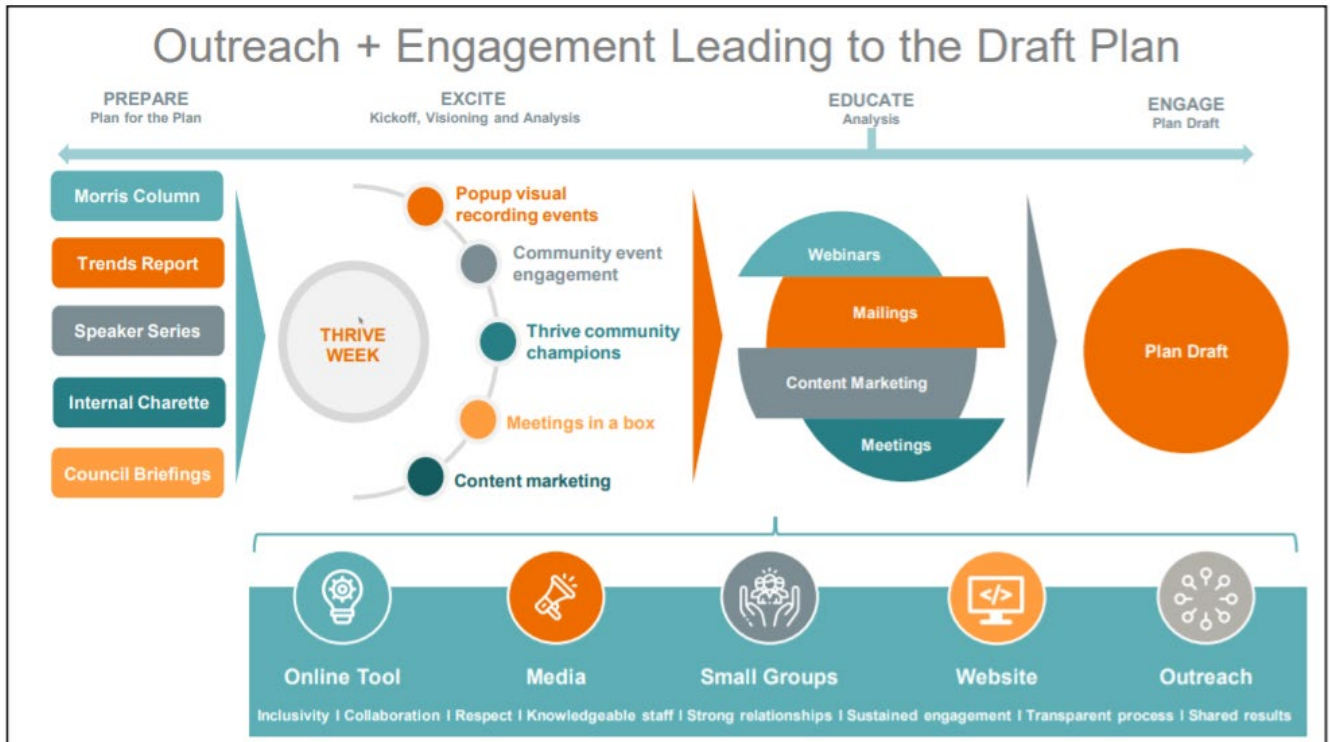 Outreach + Engagement Leading to the Draft Plan
PREPARE
Plan for the Plan
EXCITE
Kickoff, Visioning and Analysis
EDUCATE
Analysis
ENGAGE
Plan Draft
Morris Column
Trends Report
Speaker Series
Internal Charette
Council Briefings
THRIVE
WEEK
Popup visual
recording events
Community event
engagement
Thrive community
champions
Meetings in a box
Content marketing
Webinars
Mailings
Content Marketing
Meetings
Plan Draft
</>
Online Tool
Media
Small Groups
Website
Outreach
Inclusivity I Collaboration I Respect I Knowledgeable staff I Strong relationships I Sustained engagement I Transparent process I Shared results